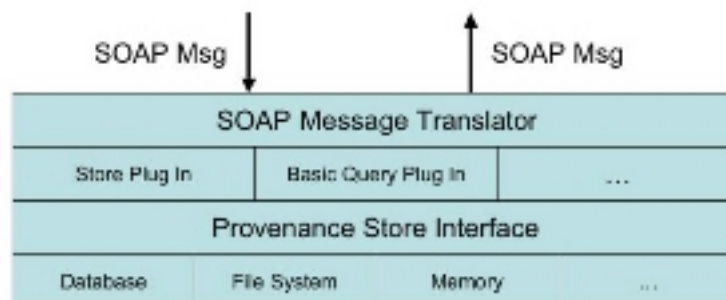 SOAP Msg SOAP Msg
SOAP Message Translator
Store Plug In Basic Query Plug In ...
Provenance Store Interface
Database File System Memory ...